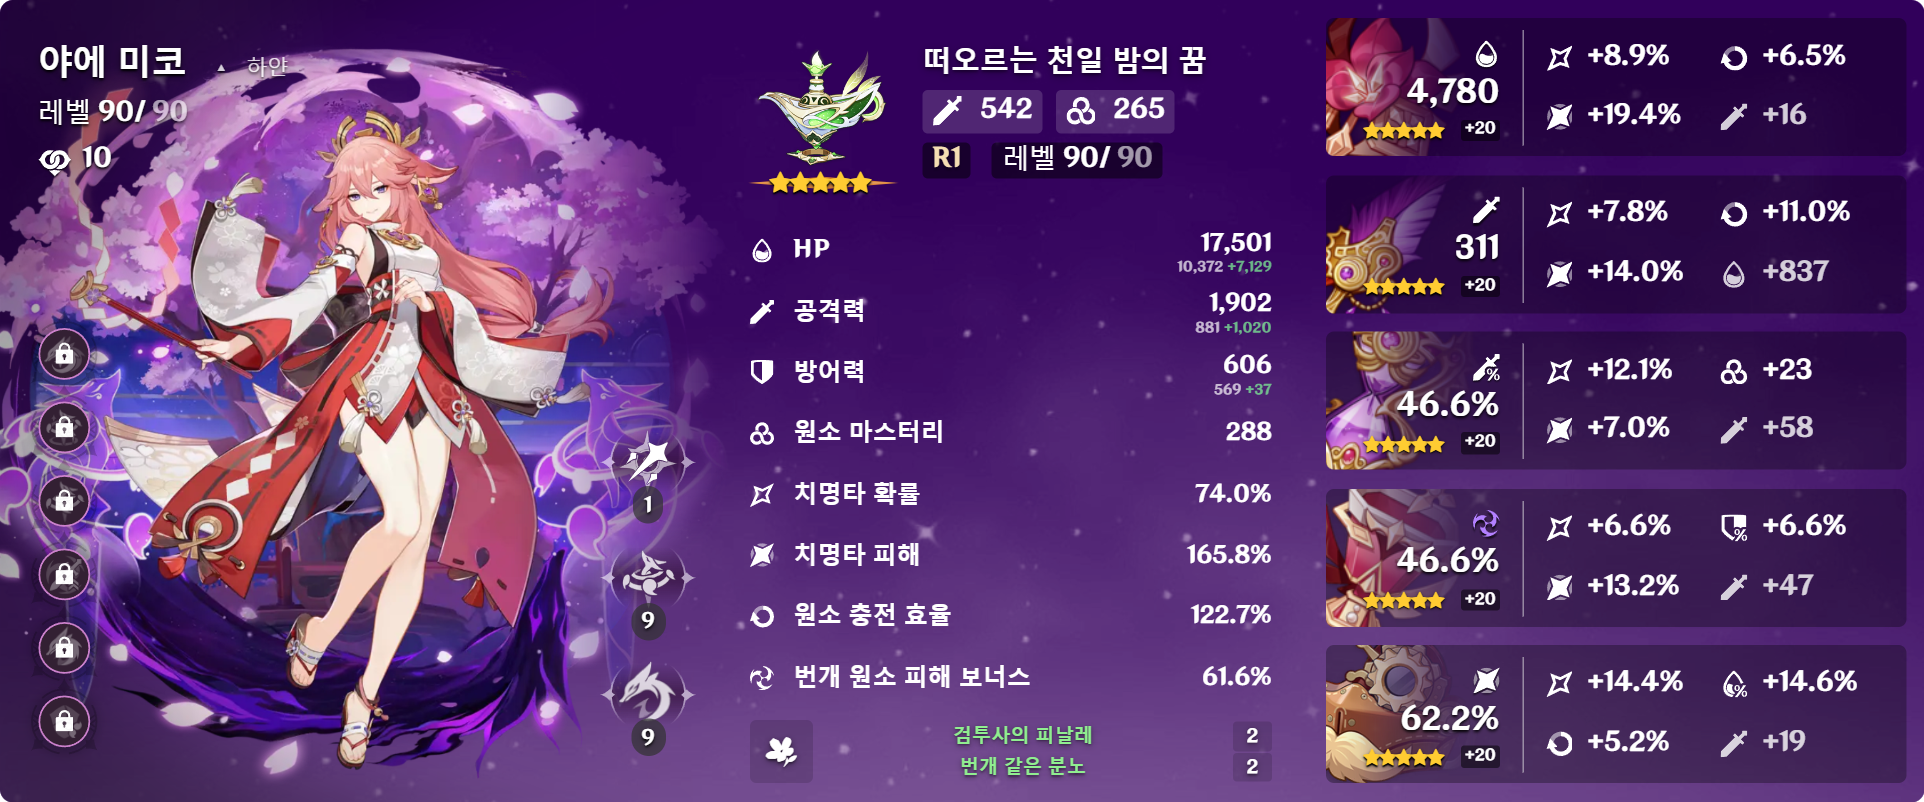 야에 미코 ▲ 하얀
레벨 90/ 90
10
1
9
9
떠오르는 천일 밤의 꿈
542 265
R1 레벨 90/ 90
HP 17,501
10,372 +7,129
공격력 1,902
881 +1,020
방어력 606
569 +37
원소 마스터리 288
치명타 확률 74.0%
치명타 피해 165.8%
원소 충전 효율 122.7%
번개 원소 피해 보너스 61.6%
검투사의 피날레 2
번개 같은 분노 2
+8.9% +6.5%
4,780
+19.4% +16
+20
+7.8% +11.0%
311
+14.0% +837
+20
+12.1% +23
%
46.6%
+7.0% +58
+20
+6.6% % +6.6%
46.6%
+13.2% +47
+20
+14.4% % +14.6%
62.2%
+5.2% +19
+20